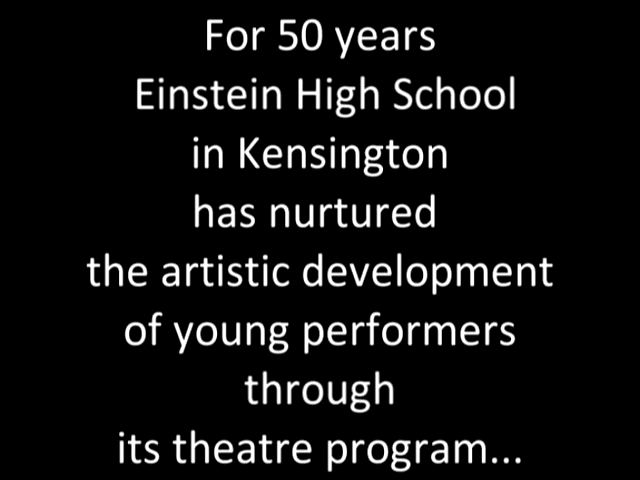 For 50 years
Einstein High School
in Kensington
has nurtured
the artistic development
of young performers
through
its theatre program...